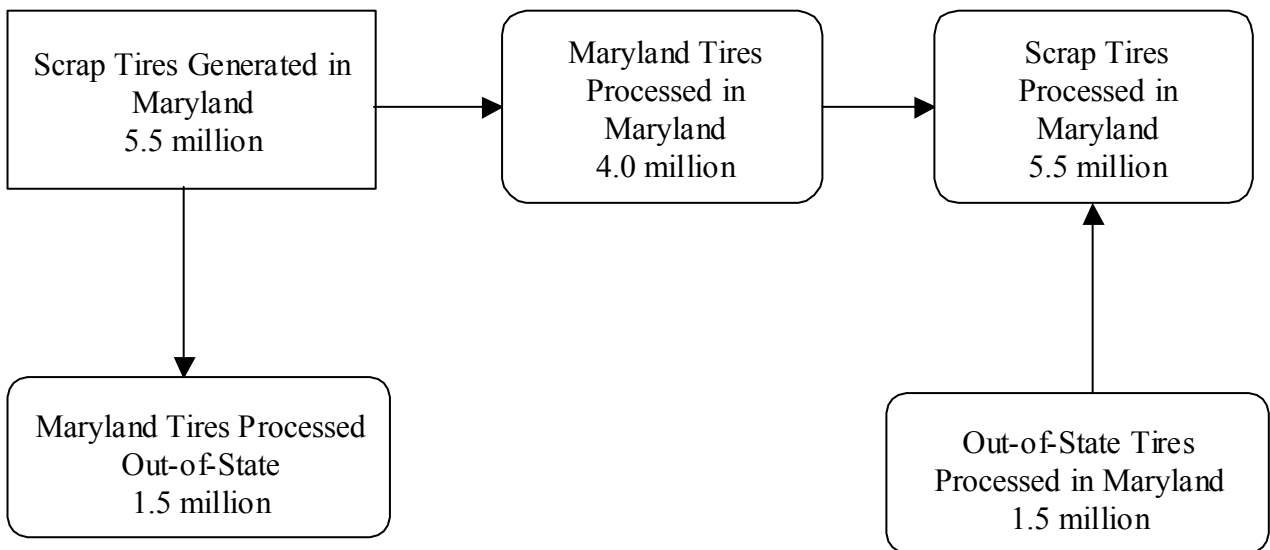 Scrap Tires Generated in
Maryland
5.5 million
Maryland Tires
Processed in
Maryland
4.0 million
Scrap Tires
Processed in
Maryland
5.5 million
Maryland Tires Processed
Out-of-State
1.5 million
Out-of-State Tires
Processed in Maryland
1.5 million